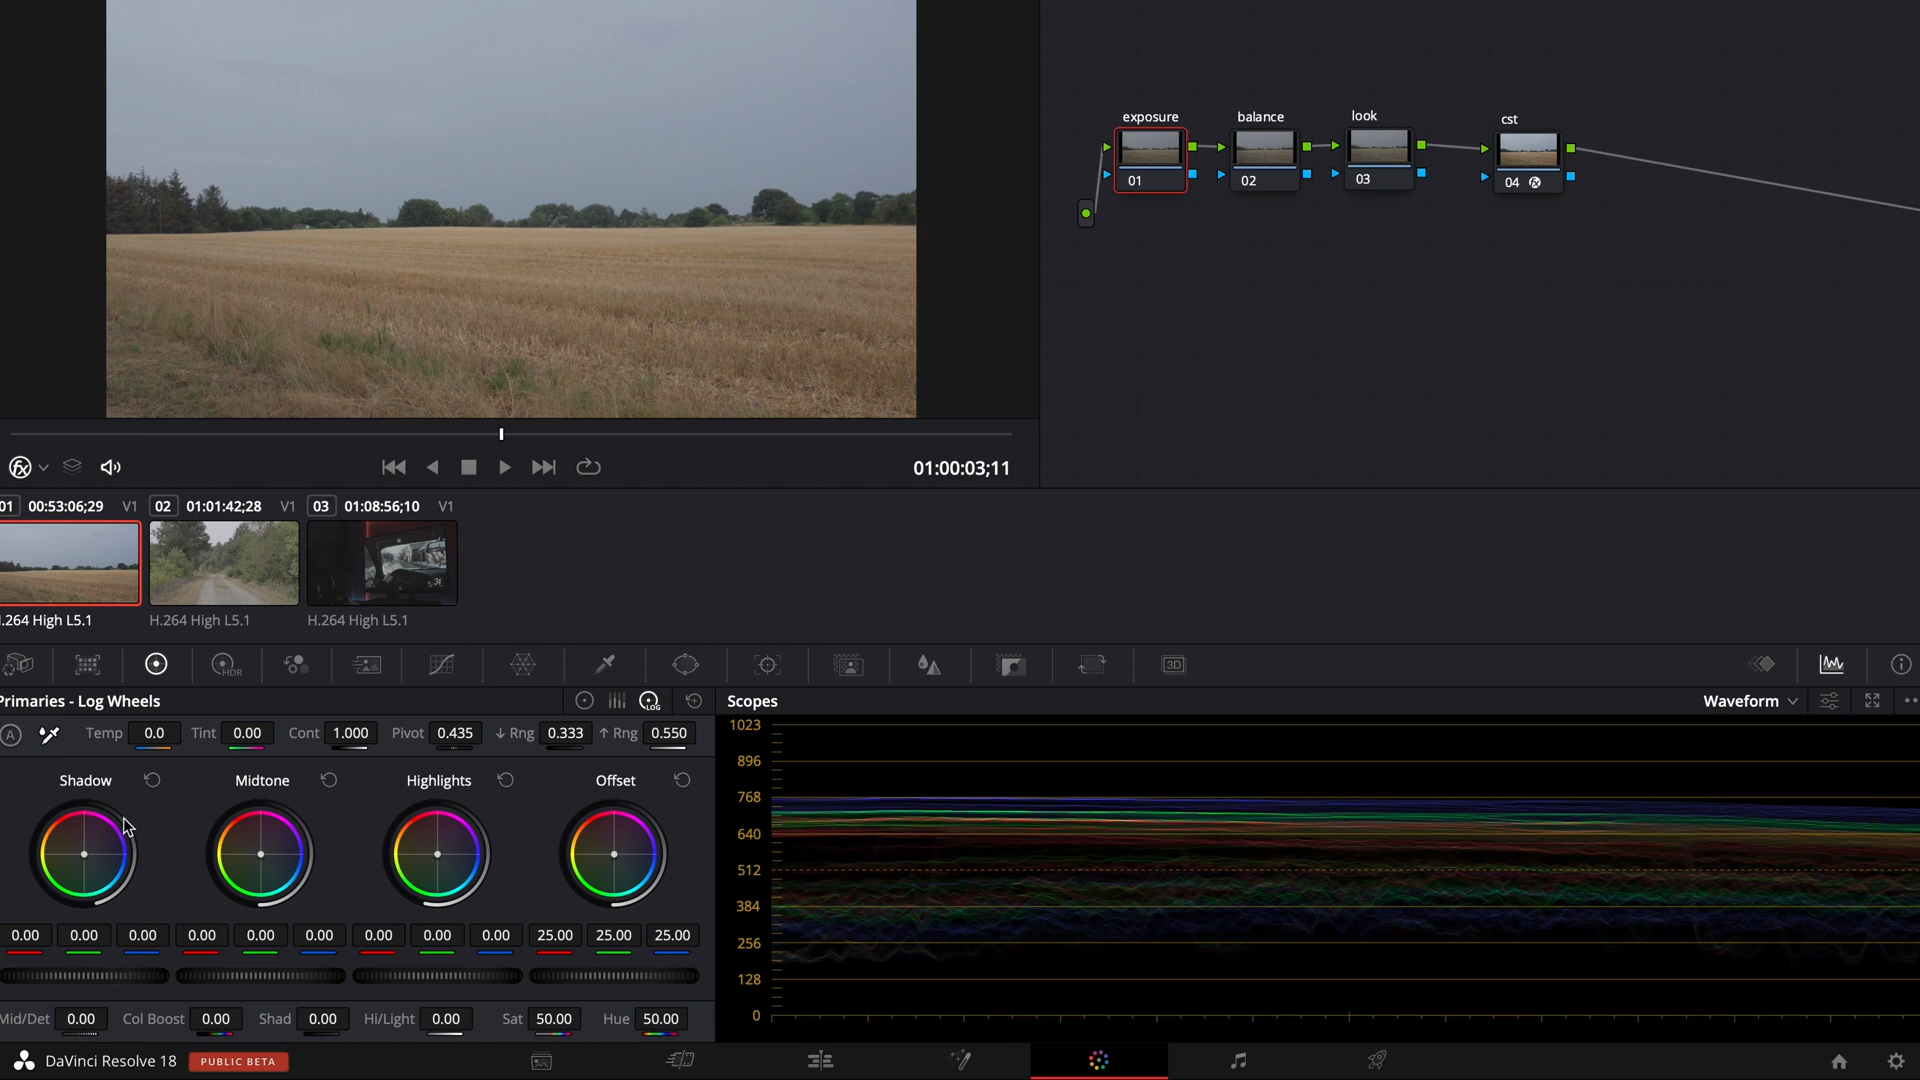 exposure
balance
look
cst
01
02
03
04
01:00:03;11
01 00:53:06;29 V1 02 01:01:42;28 V1 03 01:08:56;10 V1
.264 High L5.1
H.264 High L5.1
H.264 High L5.1
HDR
3D
Primaries - Log Wheels
LOG
Scopes
Waveform
A
Temp 0.0 Tint 0.00 Cont 1.000 Pivot 0.435 ↓ Rng 0.333 ↑ Rng 0.550
Shadow
Midtone
Highlights
Offset
0.00 0.00 0.00 0.00 0.00 0.00 0.00 0.00 0.00 25.00 25.00 25.00
Mid/Det 0.00 Col Boost 0.00 Shad 0.00 Hi/Light 0.00 Sat 50.00 Hue 50.00
1023
896
768
640
512
384
256
128
0
DaVinci Resolve 18 PUBLIC BETA